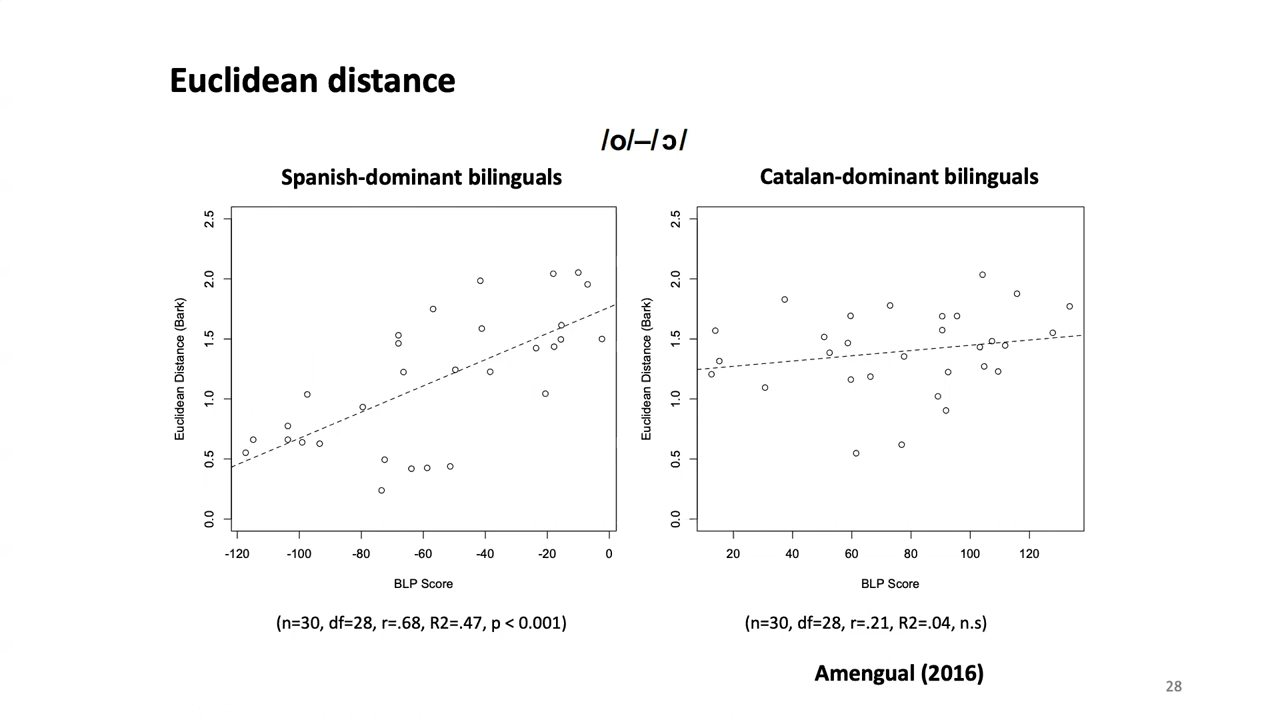 Euclidean distance
/o/–/ɔ/
Spanish-dominant bilinguals
Catalan-dominant bilinguals
2.5
2.0
1.5
1.0
0.5
0.0
Euclidean Distance (Bark)
-120 -100 -80 -60 -40 -20 0
BLP Score
2.5
2.0
1.5
1.0
0.5
0.0
Euclidean Distance (Bark)
20 40 60 80 100 120
BLP Score
(n=30, df=28, r=.68, R2=.47, p < 0.001)
(n=30, df=28, r=.21, R2=.04, n.s)
Amengual (2016)
28